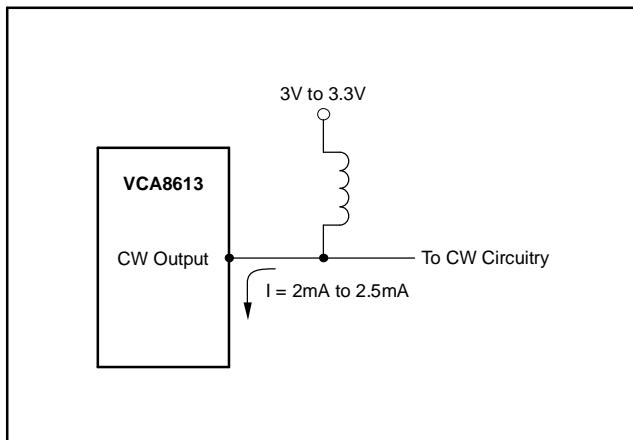 3V to 3.3V
VCA8613
CW Output
To CW Circuitry
I = 2mA to 2.5mA